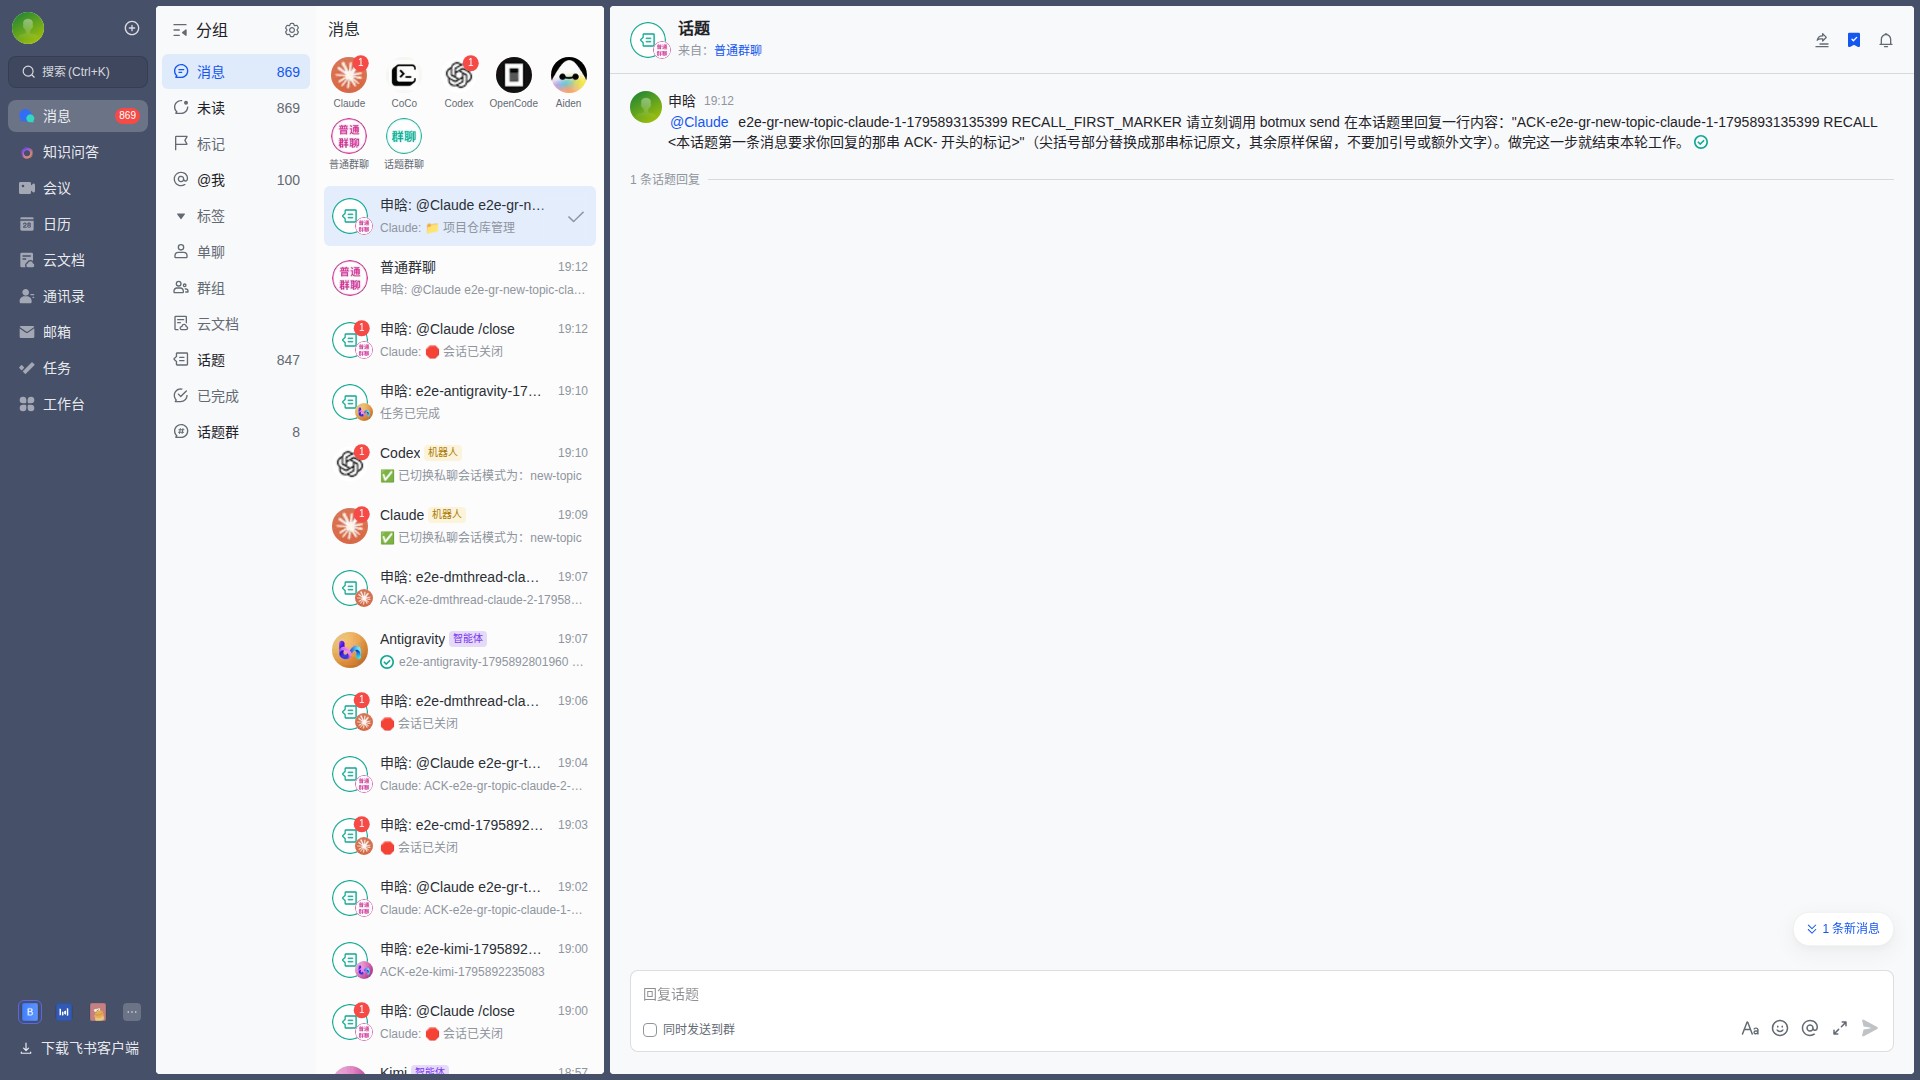 搜索 (Ctrl+K)
消息 869
知识问答
会议
日历
云文档
通讯录
邮箱
任务
工作台
下载飞书客户端
分组
消息 869
未读 869
标记
@我 100
标签
单聊
群组
云文档
话题 847
已完成
话题群 8
消息
1
1
Claude CoCo Codex OpenCode Aiden
普通群聊 群聊
普通群聊 话题群聊
申晗: @Claude e2e-gr-n…
Claude: 📁 项目仓库管理
普通群聊 19:12
申晗: @Claude e2e-gr-new-topic-cla…
1
申晗: @Claude /close 19:12
Claude: 🛑 会话已关闭
申晗: e2e-antigravity-17… 19:10
任务已完成
1
Codex 机器人 19:10
✅ 已切换私聊会话模式为：new-topic
1
Claude 机器人 19:09
✅ 已切换私聊会话模式为：new-topic
申晗: e2e-dmthread-cla… 19:07
ACK-e2e-dmthread-claude-2-17958…
Antigravity 智能体 19:07
e2e-antigravity-1795892801960 …
1
申晗: e2e-dmthread-cla… 19:06
🛑 会话已关闭
申晗: @Claude e2e-gr-t… 19:04
Claude: ACK-e2e-gr-topic-claude-2-…
1
申晗: e2e-cmd-1795892… 19:03
🛑 会话已关闭
申晗: @Claude e2e-gr-t… 19:02
Claude: ACK-e2e-gr-topic-claude-1-…
申晗: e2e-kimi-1795892… 19:00
ACK-e2e-kimi-1795892235083
1
申晗: @Claude /close 19:00
Claude: 🛑 会话已关闭
Kimi 智能体 18:57
话题
来自：普通群聊
申晗 19:12
@Claude e2e-gr-new-topic-claude-1-1795893135399 RECALL_FIRST_MARKER 请立刻调用 botmux send 在本话题里回复一行内容："ACK-e2e-gr-new-topic-claude-1-1795893135399 RECALL
<本话题第一条消息要求你回复的那串 ACK- 开头的标记>"（尖括号部分替换成那串标记原文，其余原样保留，不要加引号或额外文字）。做完这一步就结束本轮工作。
1 条话题回复
1 条新消息
回复话题
同时发送到群